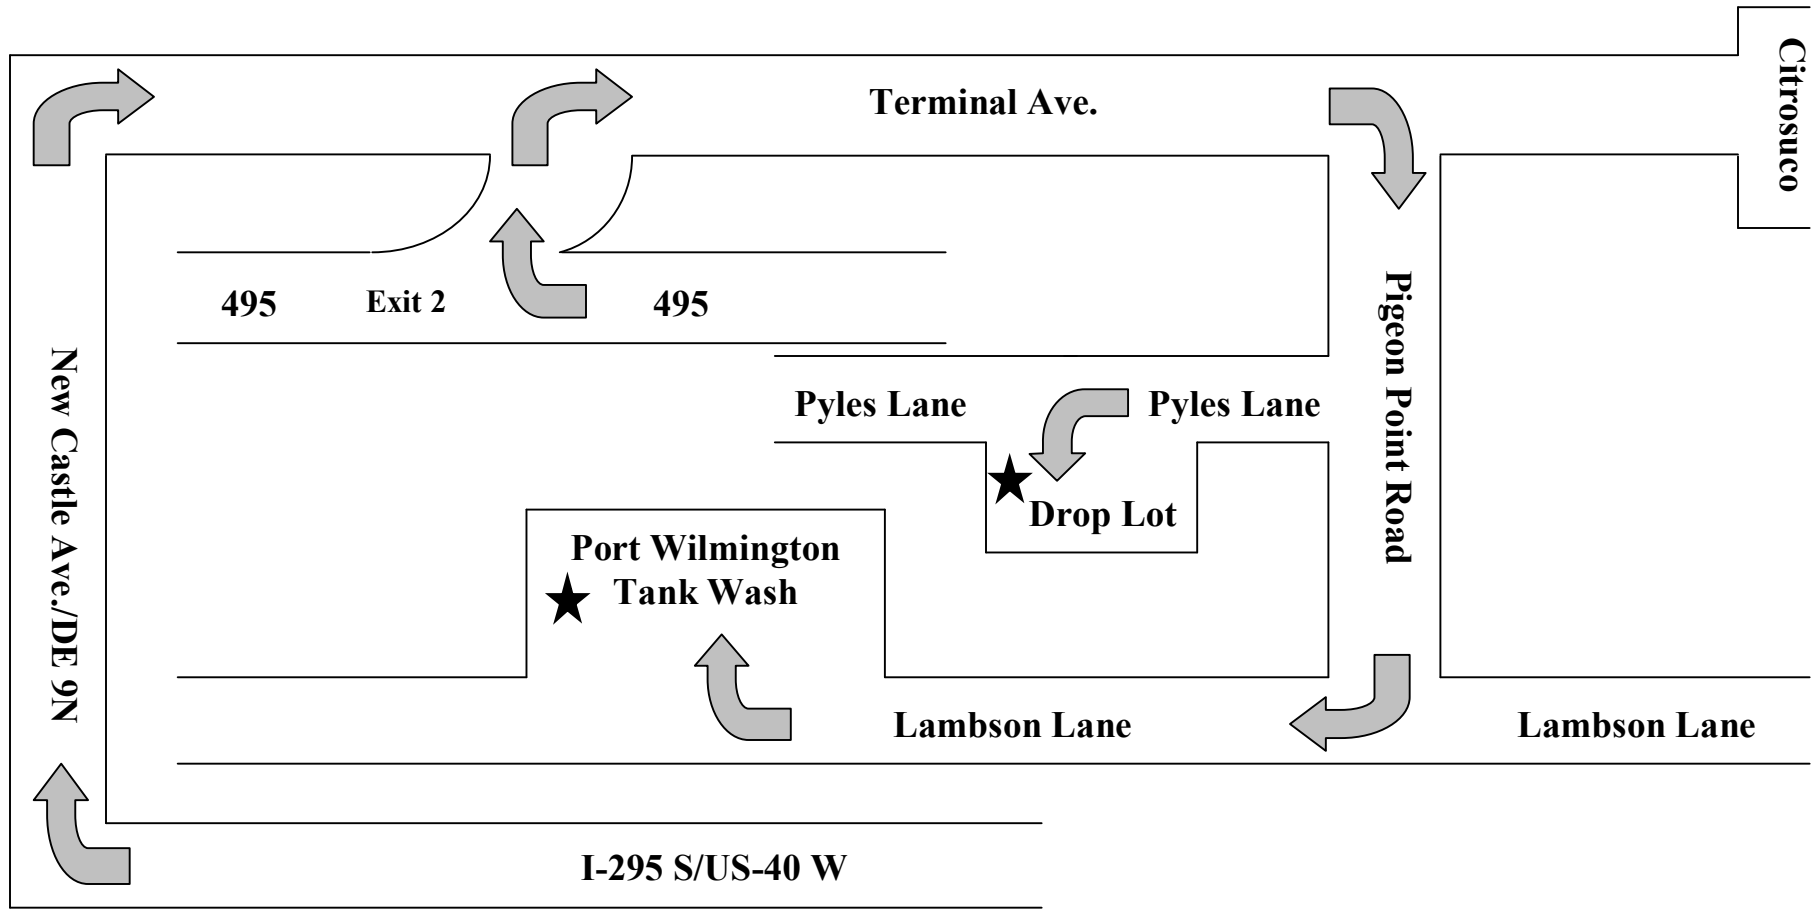 Citrosuco
Terminal Ave.
495
Exit 2
495
Pigeon Point Road
New Castle Ave./DE 9N
Pyles Lane
Pyles Lane
Drop Lot
Port Wilmington
Tank Wash
Lambson Lane
Lambson Lane
I-295 S/US-40 W